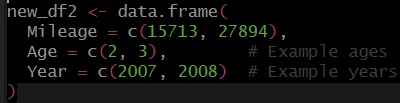 new_df2 <- data.frame(
  Mileage = c(15713, 27894),
  Age = c(2, 3),         # Example ages
  Year = c(2007, 2008)  # Example years
)